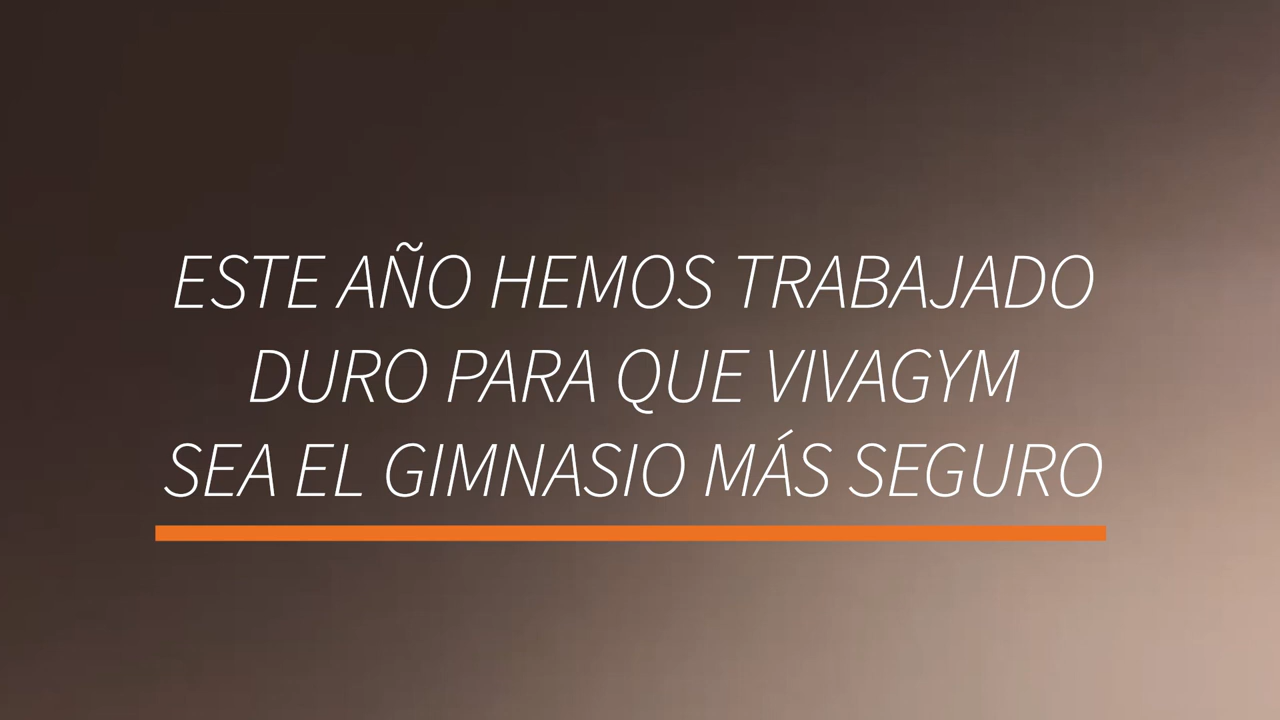 ESTE AÑO HEMOS TRABAJADO
DURO PARA QUE VIVAGYM
SEA EL GIMNASIO MÁS SEGURO